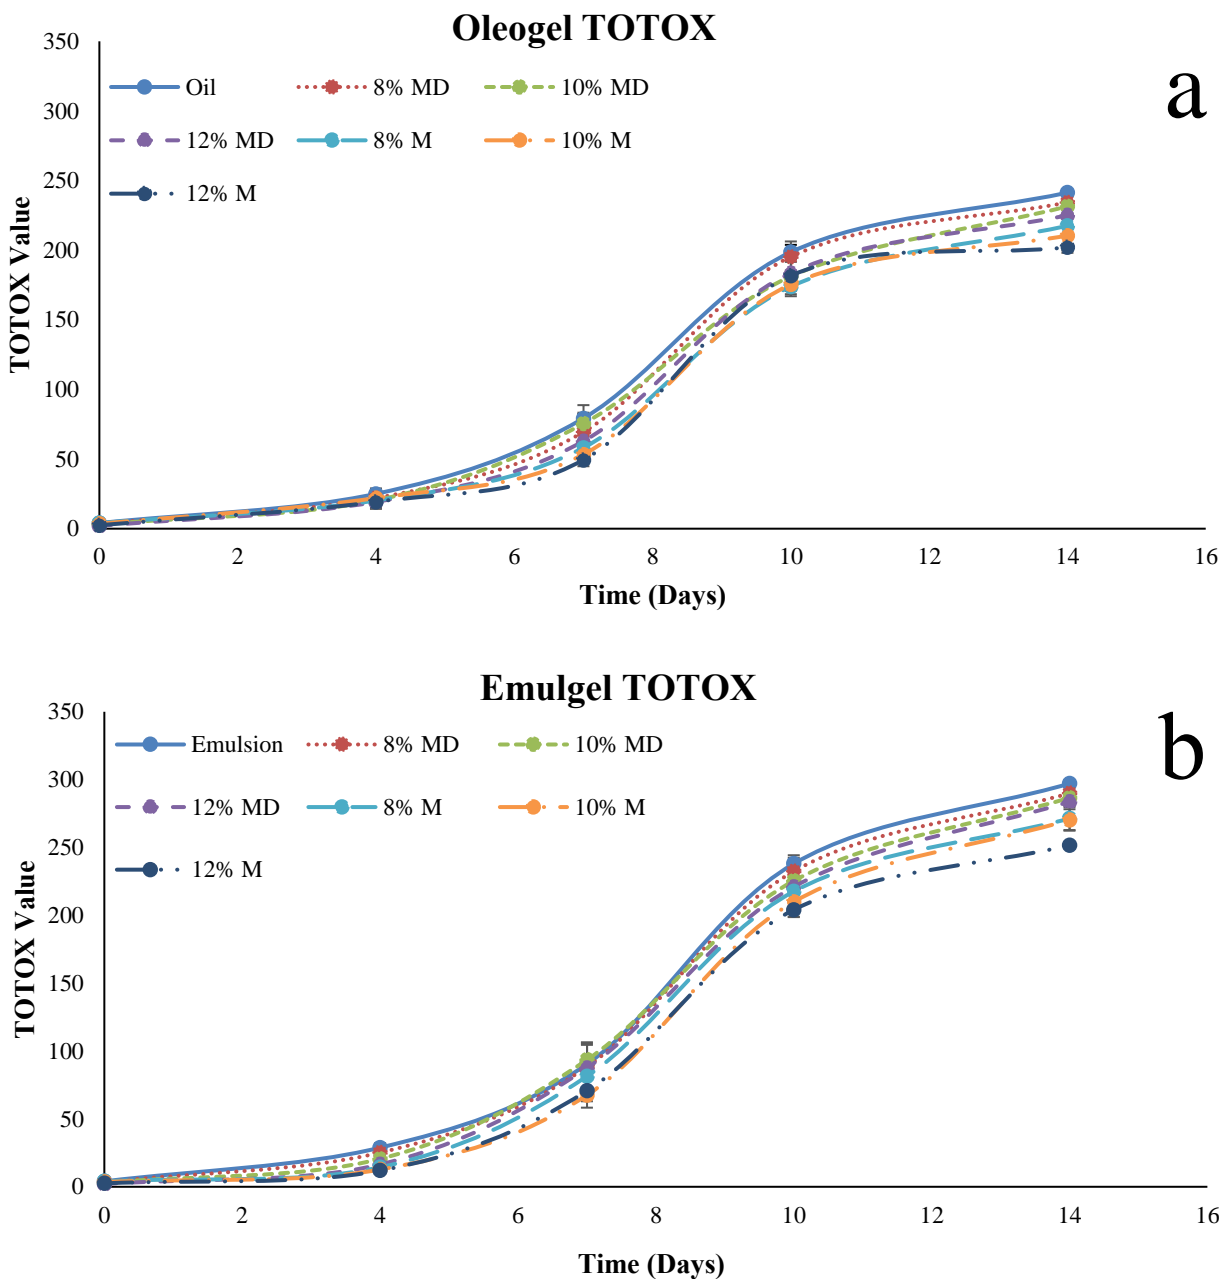 Oleogel TOTOX
a
350
300
250
200
150
100
50
0
TOTOX Value
Oil 8% MD 10% MD
12% MD 8% M 10% M
12% M
0 2 4 6 8 10 12 14 16
Time (Days)
Emulgel TOTOX
b
350
300
250
200
150
100
50
0
TOTOX Value
Emulsion 8% MD 10% MD
12% MD 8% M 10% M
12% M
0 2 4 6 8 10 12 14 16
Time (Days)